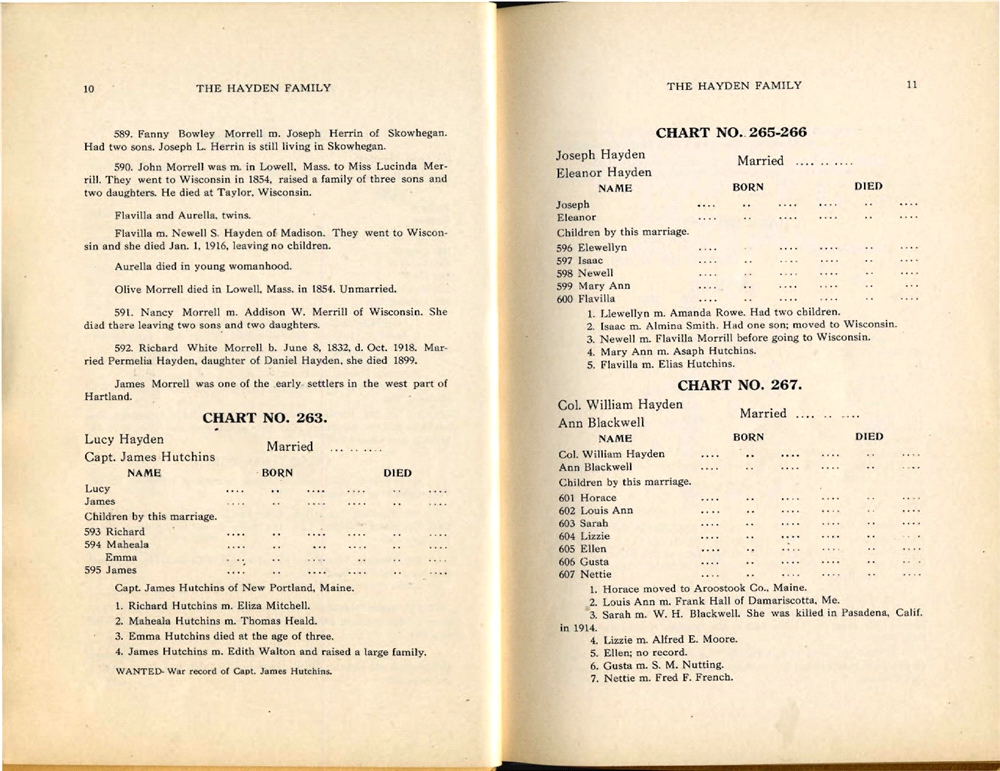 10 THE HAYDEN FAMILY
589. Fanny Bowley Morrell m. Joseph Herrin of Skowhegan.
Had two sons. Joseph L. Herrin is still living in Skowhegan.
590. John Morrell was m. in Lowell, Mass. to Miss Lucinda Mer-
rill. They went to Wisconsin in 1854, raised a family of three sons and
two daughters. He died at Taylor, Wisconsin.
Flavilla and Aurella, twins.
Flavilla m. Newell S. Hayden of Madison. They went to Wiscon-
sin and she died Jan. 1, 1916, leaving no children.
Aurella died in young womanhood.
Olive Morrell died in Lowell, Mass. in 1854. Unmarried.
591. Nancy Morrell m. Addison W. Merrill of Wisconsin. She
died there leaving two sons and two daughters.
592. Richard White Morrell b. June 8, 1832, d. Oct. 1918. Mar-
ried Permelia Hayden, daughter of Daniel Hayden, she died 1899.
James Morrell was one of the early settlers in the west part of
Hartland.
CHART NO. 263.
Lucy Hayden
Married .... .. ....
Capt. James Hutchins
NAME BORN DIED
Lucy .... .. .... .... .. ....
James .... .. .... .... .. ....
Children by this marriage.
593 Richard .... .. .... .... .. ....
594 Maheala .... .. .... .... .. ....
Emma .... .. .... .. .. ....
595 James .... .. .... .... .. ....
Capt. James Hutchins of New Portland, Maine.
1. Richard Hutchins m. Eliza Mitchell.
2. Maheala Hutchins m. Thomas Heald.
3. Emma Hutchins died at the age of three.
4. James Hutchins m. Edith Walton and raised a large family.
WANTED- War record of Capt. James Hutchins.
THE HAYDEN FAMILY 11
CHART NO. 265-266
Joseph Hayden
Married .... .. ....
Eleanor Hayden
NAME BORN DIED
Joseph .... .. .... .... .. ....
Eleanor .... .. .... .... .. ....
Children by this marriage.
596 Elewellyn .... .. .... .... .. ....
597 Isaac .... .. .... .... .. ....
598 Newell .... .. .... .... .. ....
599 Mary Ann .... .. .... .... .. ....
600 Flavilla .... .. .... .... .. ....
1. Llewellyn m. Amanda Rowe. Had two children.
2. Isaac m. Almina Smith. Had one son; moved to Wisconsin.
3. Newell m. Flavilla Morrill before going to Wisconsin.
4. Mary Ann m. Asaph Hutchins.
5. Flavilla m. Elias Hutchins.
CHART NO. 267.
Col. William Hayden
Married .... .. ....
Ann Blackwell
NAME BORN DIED
Col. William Hayden .... .. .... .... .. ....
Ann Blackwell .... .. .... .... .. ....
Children by this marriage.
601 Horace .... .. .... .... .. ....
602 Louis Ann .... .. .... .... .. ....
603 Sarah .... .. .... .... .. ....
604 Lizzie .... .. .... .... .. ....
605 Ellen .... .. .... .... .. ....
606 Gusta .... .. .... .... .. ....
607 Nettie .... .. .... .... .. ....
1. Horace moved to Aroostook Co., Maine.
2. Louis Ann m. Frank Hall of Damariscotta, Me.
3. Sarah m. W. H. Blackwell. She was killed in Pasadena, Calif.
in 1914.
4. Lizzie m. Alfred E. Moore.
5. Ellen; no record.
6. Gusta m. S. M. Nutting.
7. Nettie m. Fred F. French.